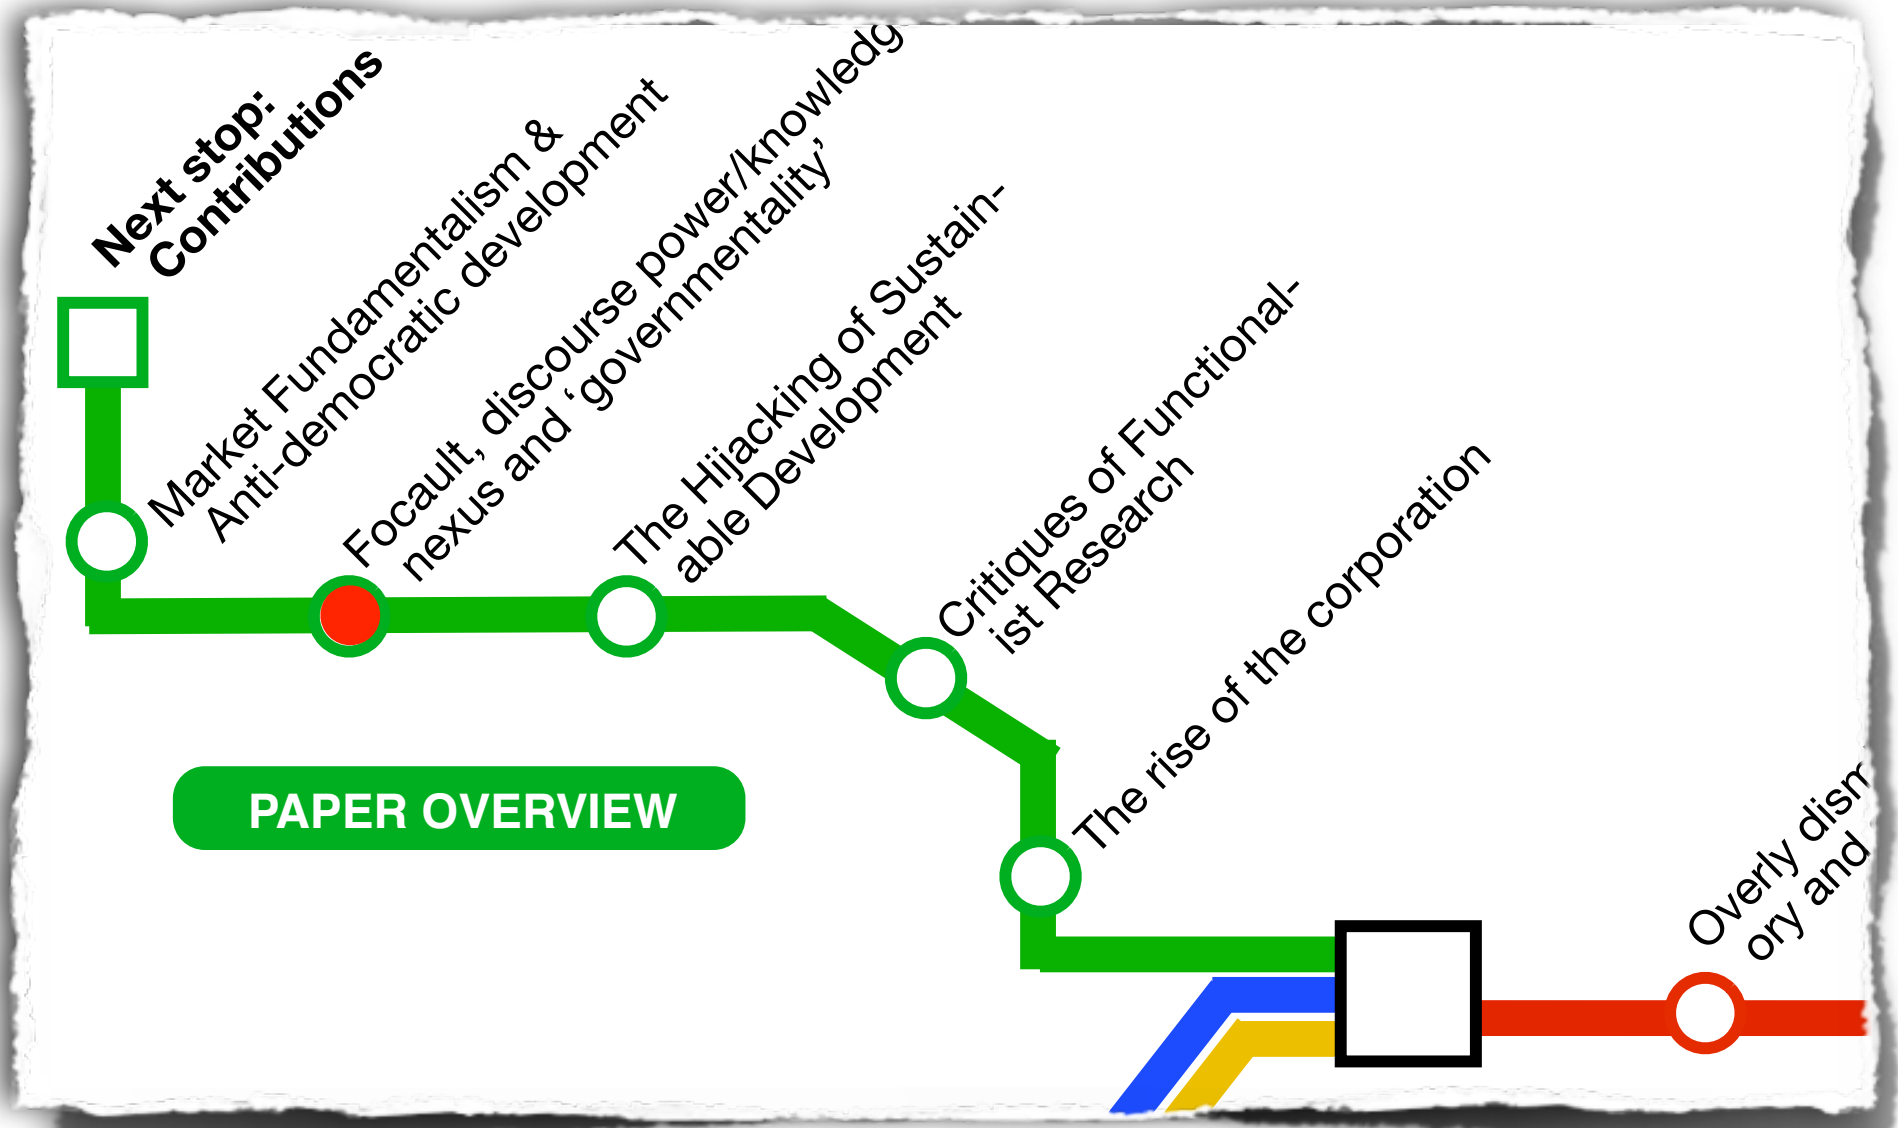 Next stop:
Contributions
Market Fundamentalism &
Anti-democratic development
Focault, discourse power/knowledg
nexus and ‘governmentality’
The Hijacking of Sustain-
able Development
Critiques of Functional-
ist Research
The rise of the corporation
PAPER OVERVIEW
Overly
ory and